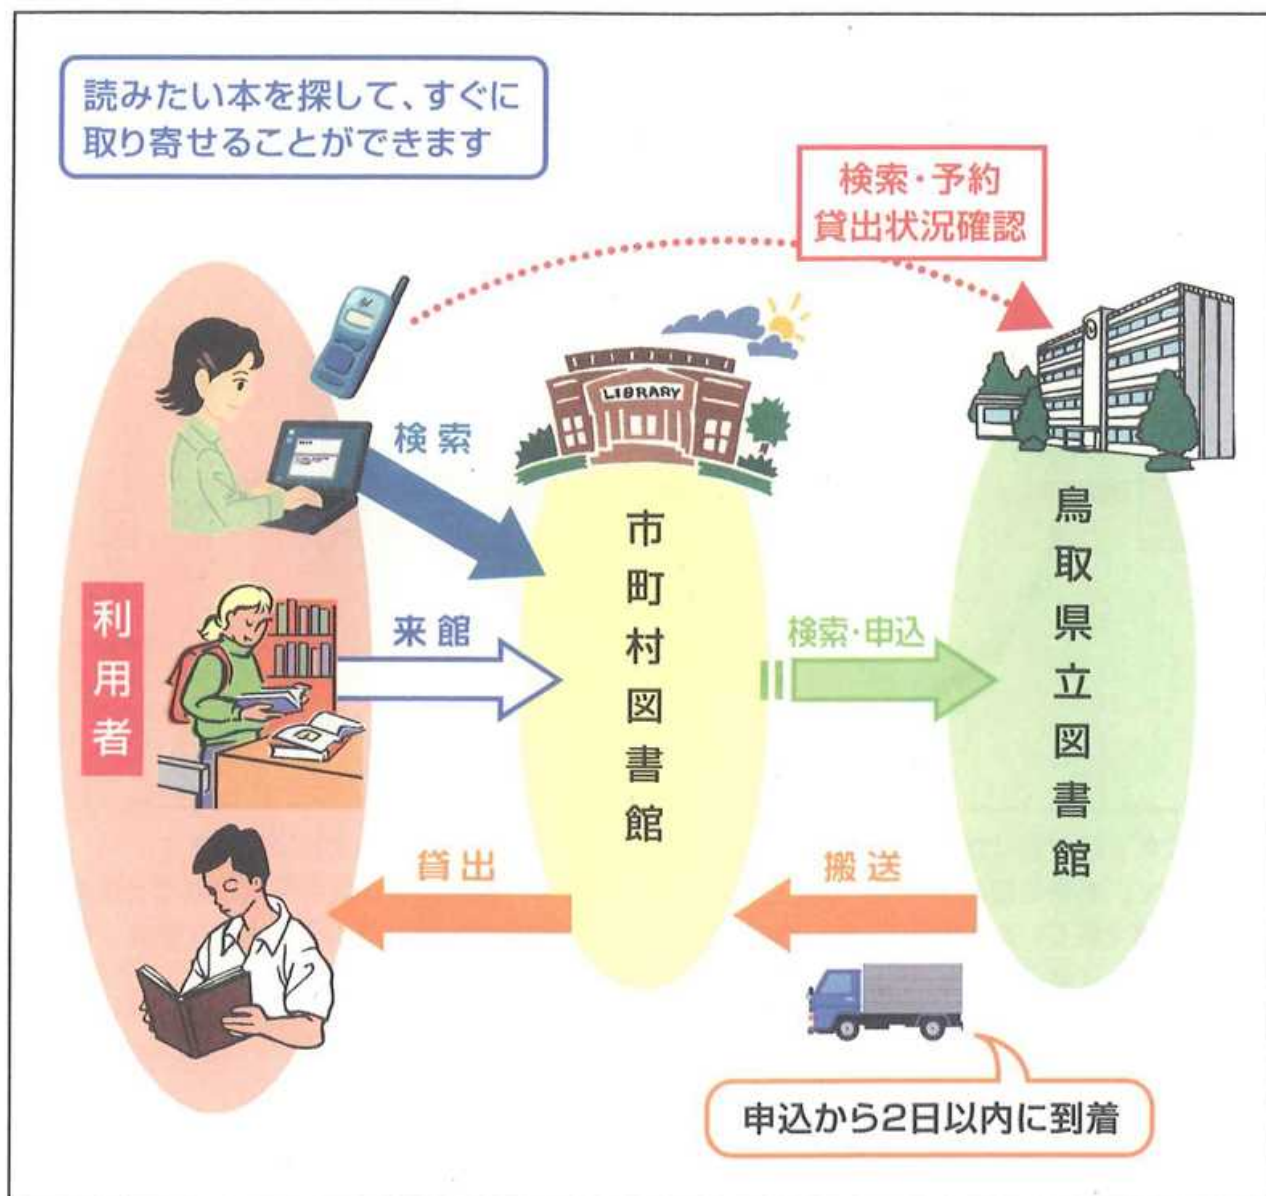 読みたい本を探して、すぐに
取り寄せることができます
検索・予約
貸出状況確認
LIBRARY
検索
利用者
来館
市町村図書館
検索・申込
鳥取県立図書館
貸出
搬送
申込から2日以内に到着